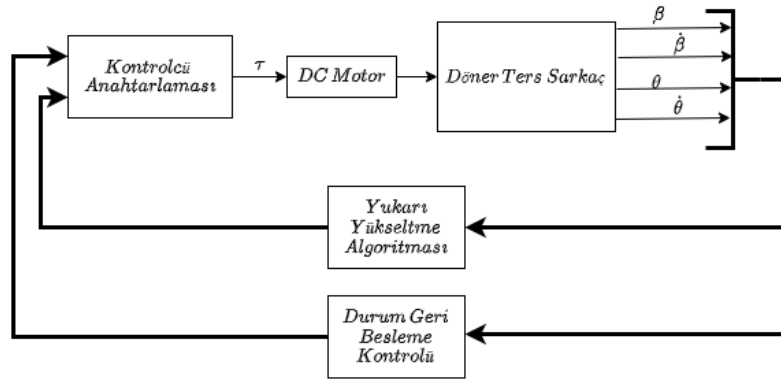 Kontrolcü
Anahtarlaması
τ
DC Motor
Döner Ters Sarkaç
β
β̇
θ
θ̇
Yukarı
Yükseltme
Algoritması
Durum Geri
Besleme
Kontrolü